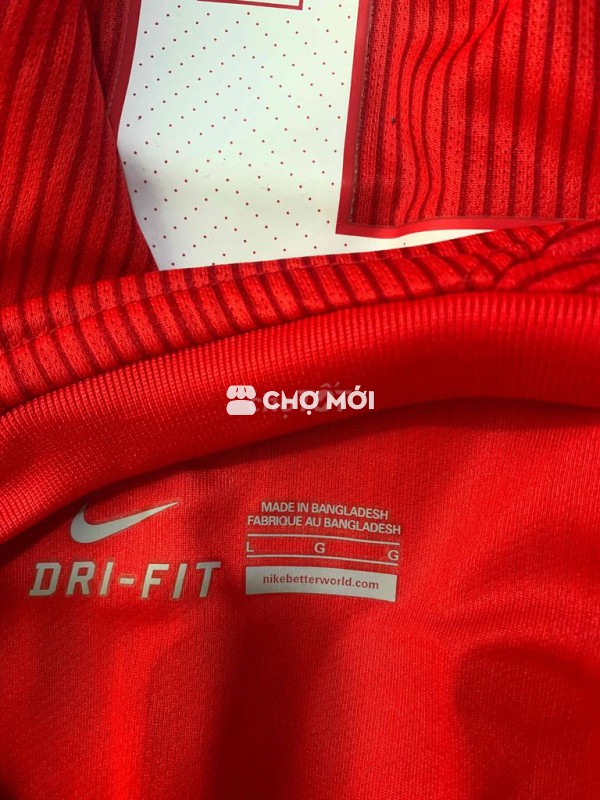 CHỢ MỚI
MADE IN BANGLADESH
FABRIQUE AU BANGLADESH
L G G
DRI-FIT
nikebetterworld.com